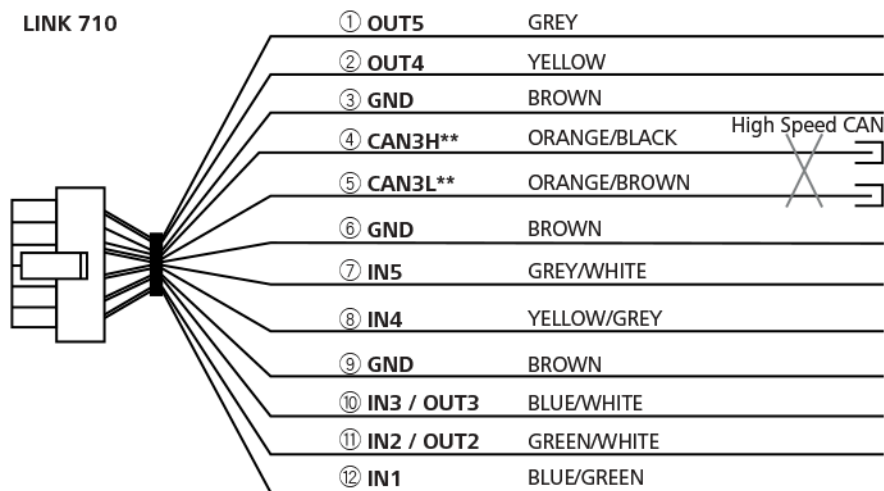 LINK 710
① OUT5 GREY
② OUT4 YELLOW
③ GND BROWN
High Speed CAN
④ CAN3H** ORANGE/BLACK
⑤ CAN3L** ORANGE/BROWN
⑥ GND BROWN
⑦ IN5 GREY/WHITE
⑧ IN4 YELLOW/GREY
⑨ GND BROWN
⑩ IN3 / OUT3 BLUE/WHITE
⑪ IN2 / OUT2 GREEN/WHITE
⑫ IN1 BLUE/GREEN